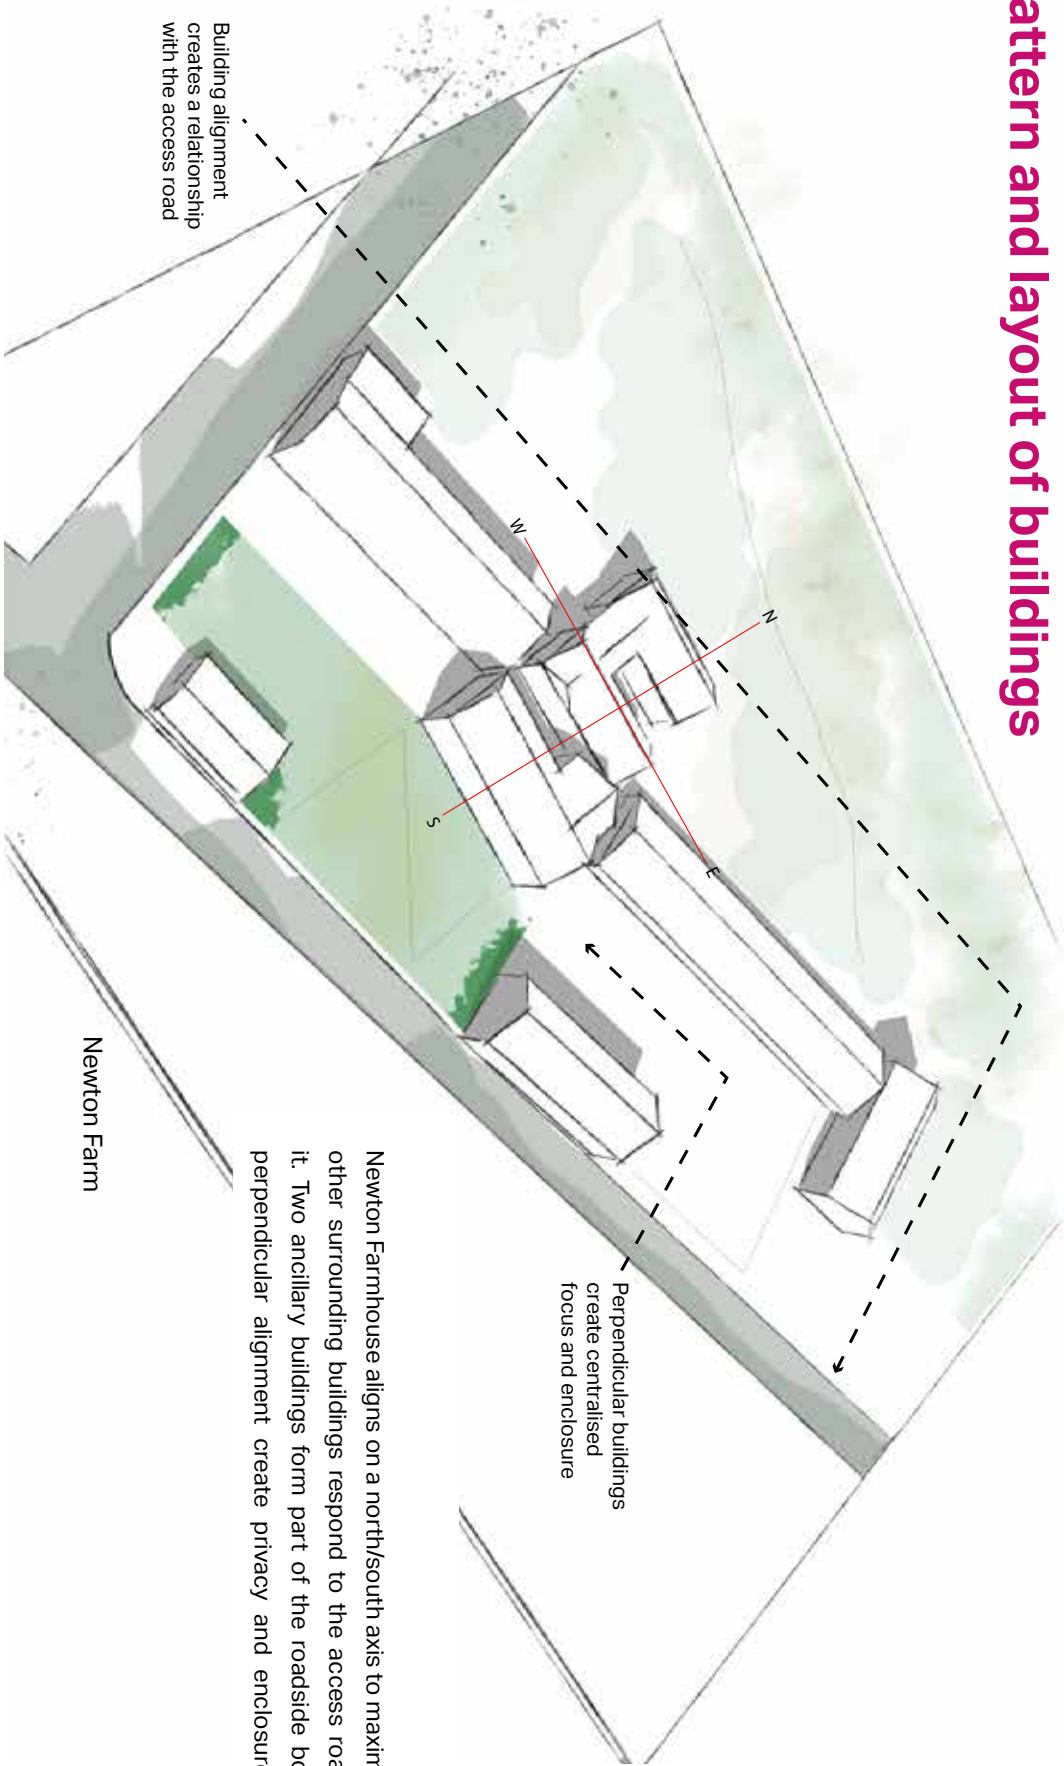 attern and layout of buildings
Building alignment
creates a relationship
with the access road
N
E
S
W
Perpendicular buildings
create centralised
focus and enclosure
Newton Farmhouse aligns on a north/south axis to maxim
other surrounding buildings respond to the access roa
it. Two ancillary buildings form part of the roadside bo
perpendicular alignment create privacy and enclosure
Newton Farm